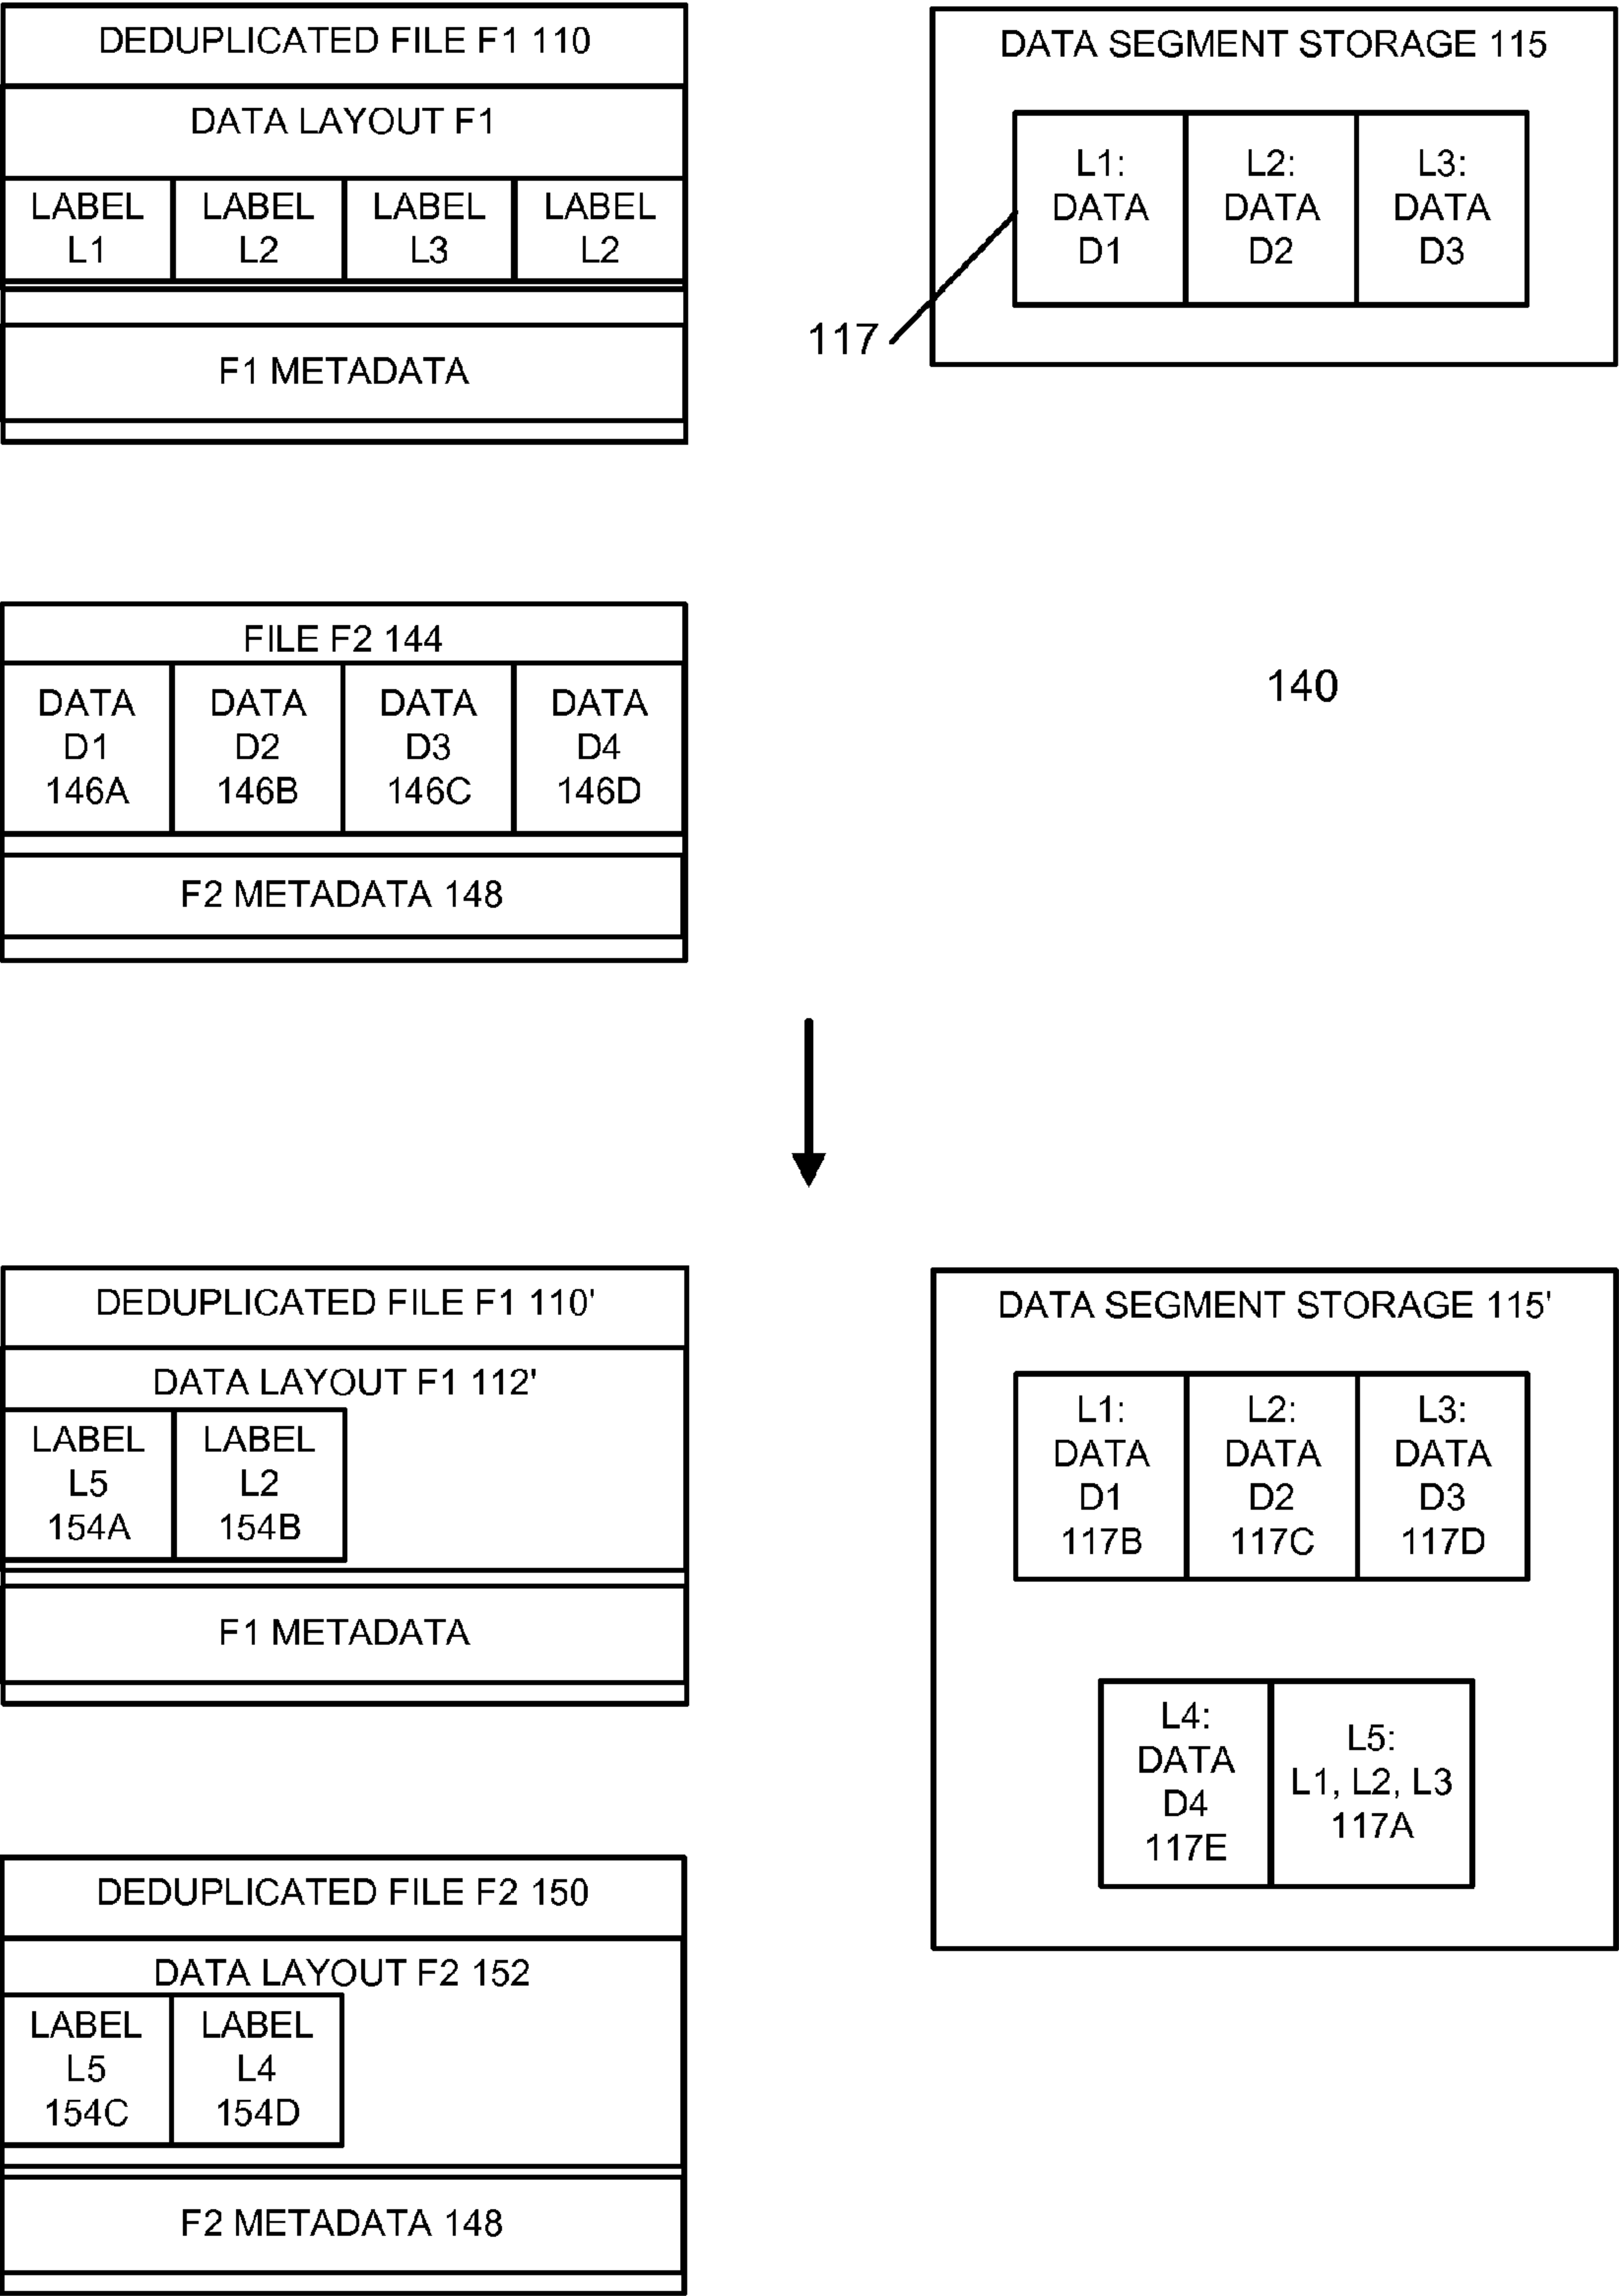 DEDUPLICATED FILE F1 110
DATA LAYOUT F1
LABEL
L1
LABEL
L2
LABEL
L3
LABEL
L2
F1 METADATA
DATA SEGMENT STORAGE 115
L1:
DATA
D1
L2:
DATA
D2
L3:
DATA
D3
117
FILE F2 144
DATA
D1
146A
DATA
D2
146B
DATA
D3
146C
DATA
D4
146D
F2 METADATA 148
140
DEDUPLICATED FILE F1 110'
DATA LAYOUT F1 112'
LABEL
L5
154A
LABEL
L2
154B
F1 METADATA
DATA SEGMENT STORAGE 115'
L1:
DATA
D1
117B
L2:
DATA
D2
117C
L3:
DATA
D3
117D
L4:
DATA
D4
117E
L5:
L1, L2, L3
117A
DEDUPLICATED FILE F2 150
DATA LAYOUT F2 152
LABEL
L5
154C
LABEL
L4
154D
F2 METADATA 148